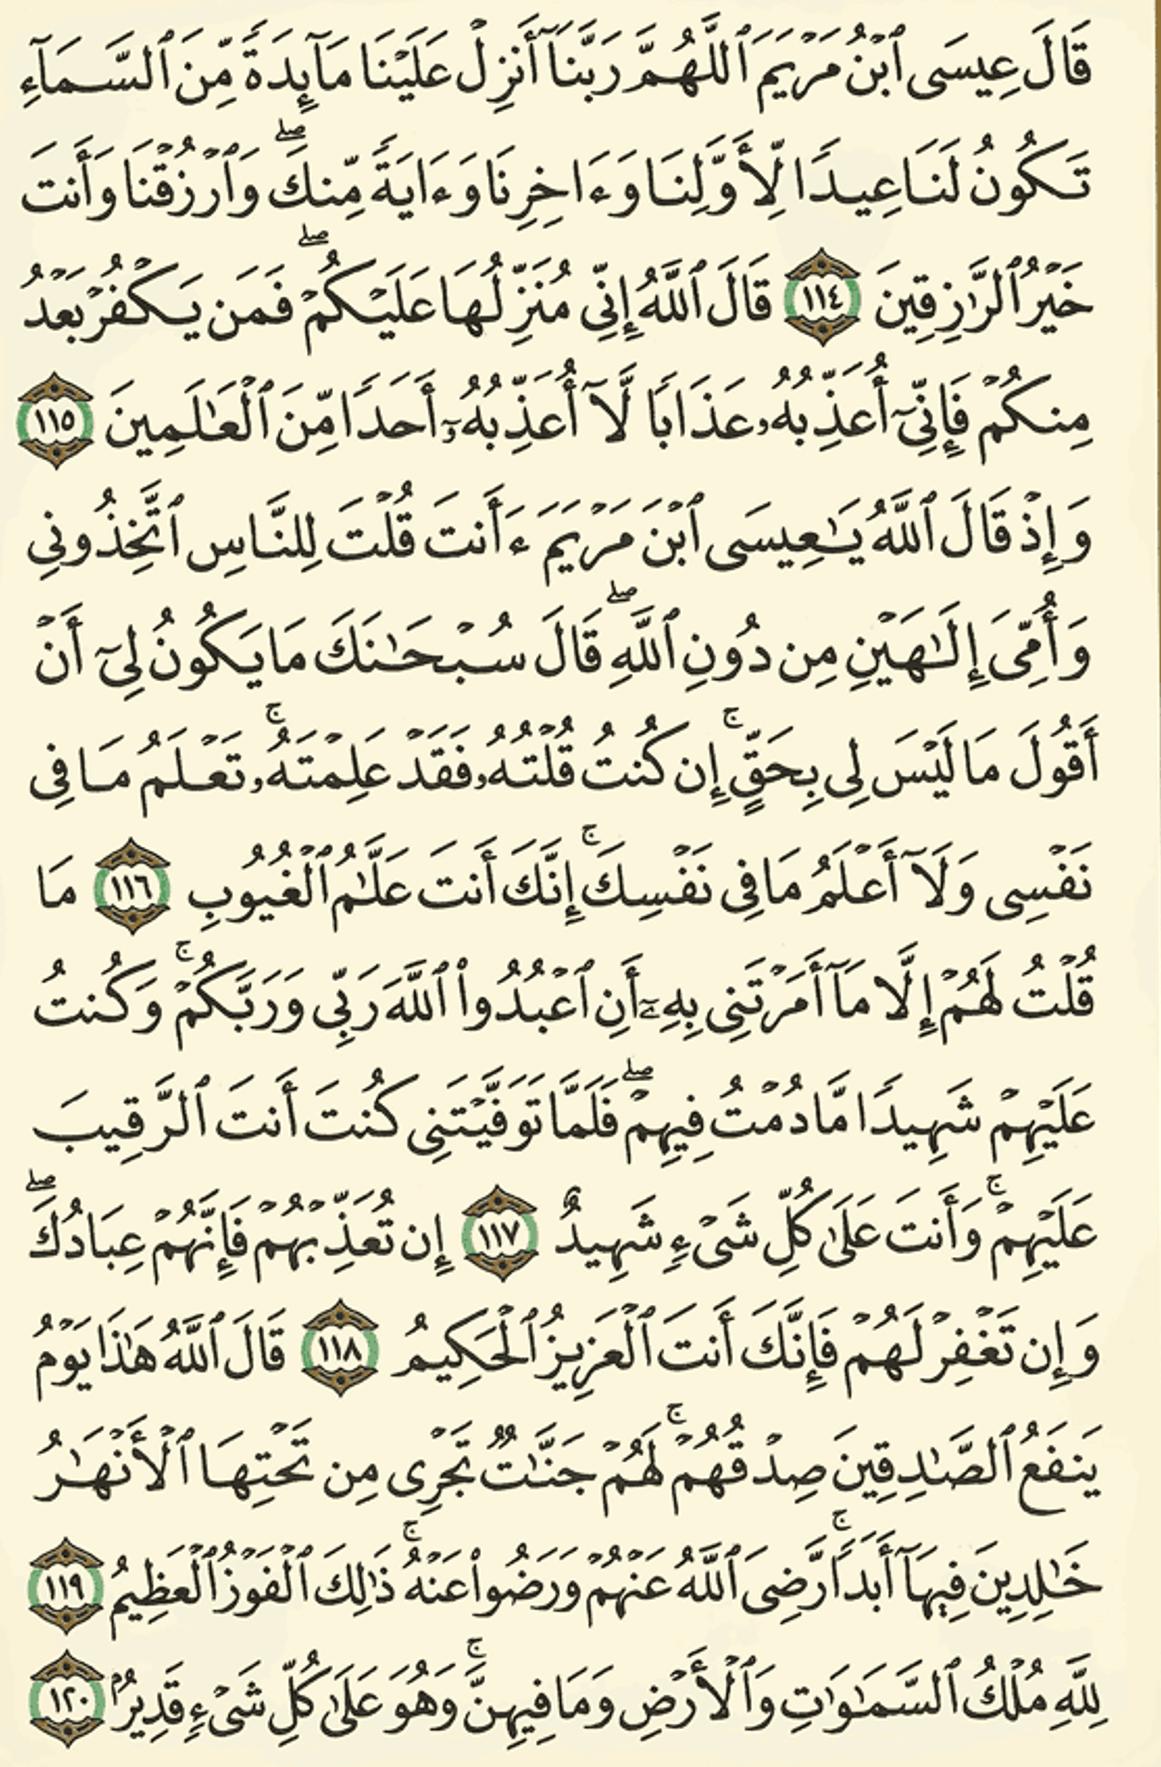 قَالَ عِيسَى ٱبْنُ مَرْيَمَ ٱللَّهُمَّ رَبَّنَآ أَنزِلْ عَلَيْنَا مَآئِدَةً مِّنَ ٱلسَّمَآءِ
تَكُونُ لَنَا عِيدًا لِّأَوَّلِنَا وَءَاخِرِنَا وَءَايَةً مِّنكَ ۖ وَٱرْزُقْنَا وَأَنتَ
خَيْرُ ٱلرَّٰزِقِينَ ١١٤ قَالَ ٱللَّهُ إِنِّى مُنَزِّلُهَا عَلَيْكُمْ ۖ فَمَن يَكْفُرْ بَعْدُ
مِنكُمْ فَإِنِّىٓ أُعَذِّبُهُۥ عَذَابًا لَّآ أُعَذِّبُهُۥٓ أَحَدًا مِّنَ ٱلْعَٰلَمِينَ ١١٥
وَإِذْ قَالَ ٱللَّهُ يَٰعِيسَى ٱبْنَ مَرْيَمَ ءَأَنتَ قُلْتَ لِلنَّاسِ ٱتَّخِذُونِى
وَأُمِّىَ إِلَٰهَيْنِ مِن دُونِ ٱللَّهِ ۖ قَالَ سُبْحَٰنَكَ مَا يَكُونُ لِىٓ أَنْ
أَقُولَ مَا لَيْسَ لِى بِحَقٍّ ۚ إِن كُنتُ قُلْتُهُۥ فَقَدْ عَلِمْتَهُۥ ۚ تَعْلَمُ مَا فِى
نَفْسِى وَلَآ أَعْلَمُ مَا فِى نَفْسِكَ ۚ إِنَّكَ أَنتَ عَلَّٰمُ ٱلْغُيُوبِ ١١٦ مَا
قُلْتُ لَهُمْ إِلَّا مَآ أَمَرْتَنِى بِهِۦٓ أَنِ ٱعْبُدُوا۟ ٱللَّهَ رَبِّى وَرَبَّكُمْ ۚ وَكُنتُ
عَلَيْهِمْ شَهِيدًا مَّا دُمْتُ فِيهِمْ ۖ فَلَمَّا تَوَفَّيْتَنِى كُنتَ أَنتَ ٱلرَّقِيبَ
عَلَيْهِمْ ۚ وَأَنتَ عَلَىٰ كُلِّ شَىْءٍ شَهِيدٌ ١١٧ إِن تُعَذِّبْهُمْ فَإِنَّهُمْ عِبَادُكَ ۖ
وَإِن تَغْفِرْ لَهُمْ فَإِنَّكَ أَنتَ ٱلْعَزِيزُ ٱلْحَكِيمُ ١١٨ قَالَ ٱللَّهُ هَٰذَا يَوْمُ
يَنفَعُ ٱلصَّٰدِقِينَ صِدْقُهُمْ ۚ لَهُمْ جَنَّٰتٌ تَجْرِى مِن تَحْتِهَا ٱلْأَنْهَٰرُ
خَٰلِدِينَ فِيهَآ أَبَدًا ۚ رَّضِىَ ٱللَّهُ عَنْهُمْ وَرَضُوا۟ عَنْهُ ۚ ذَٰلِكَ ٱلْفَوْزُ ٱلْعَظِيمُ ١١٩
لِلَّهِ مُلْكُ ٱلسَّمَٰوَٰتِ وَٱلْأَرْضِ وَمَا فِيهِنَّ ۚ وَهُوَ عَلَىٰ كُلِّ شَىْءٍ قَدِيرٌۢ ١٢٠